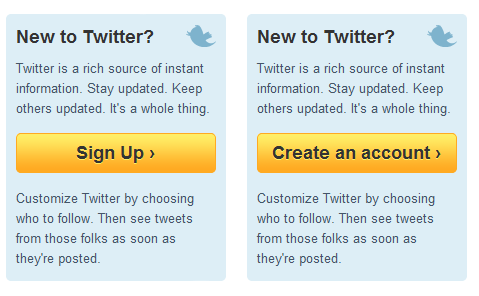 New to Twitter?
Twitter is a rich source of instant
information. Stay updated. Keep
others updated. It's a whole thing.
Sign Up ›
Customize Twitter by choosing
who to follow. Then see tweets
from those folks as soon as
they're posted.
New to Twitter?
Twitter is a rich source of instant
information. Stay updated. Keep
others updated. It's a whole thing.
Create an account ›
Customize Twitter by choosing
who to follow. Then see tweets
from those folks as soon as
they're posted.